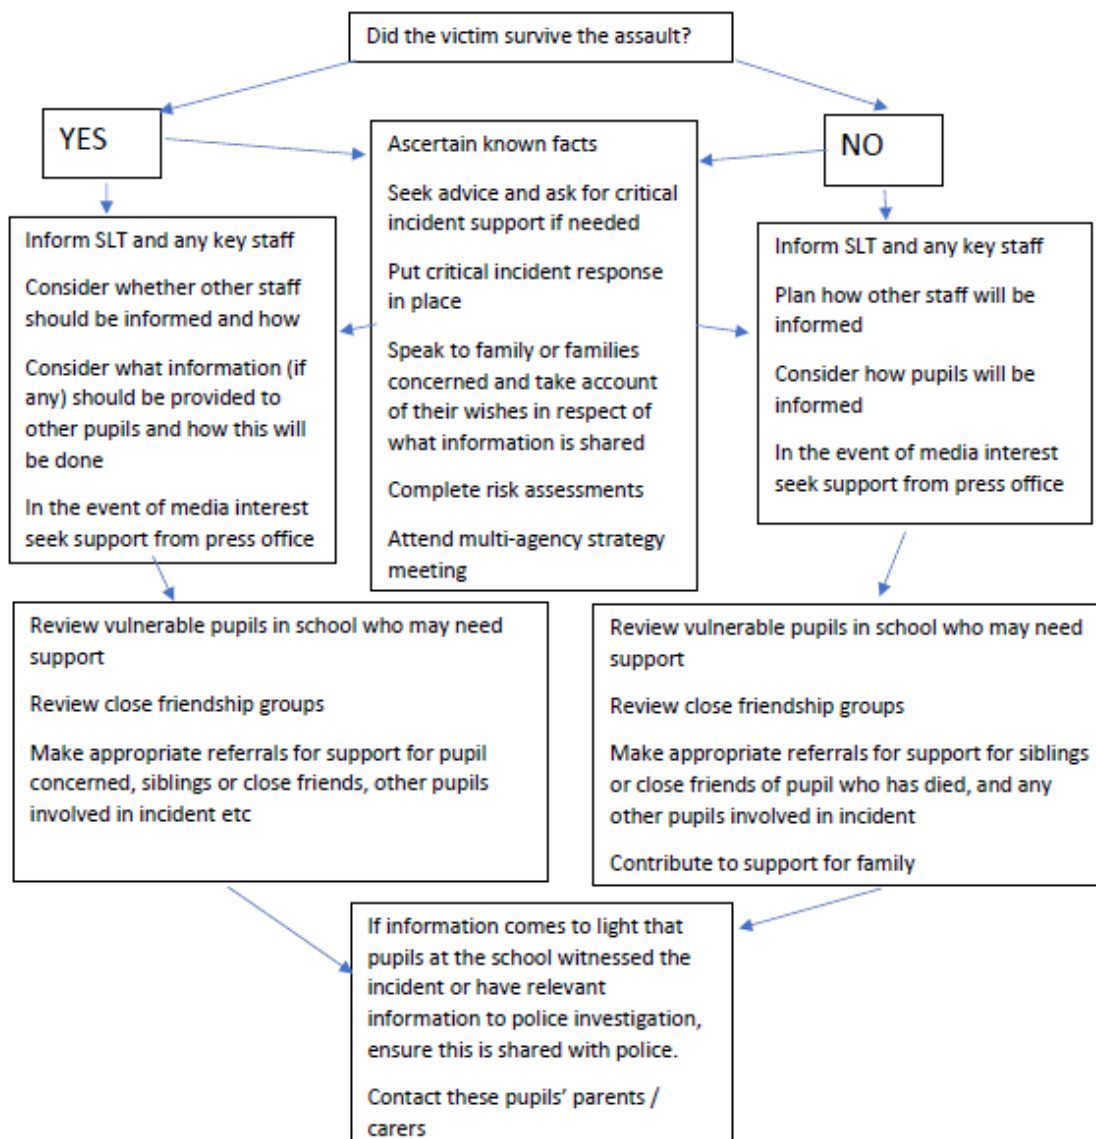 Did the victim survive the assault?
YES
NO
Ascertain known facts
Seek advice and ask for critical
incident support if needed
Put critical incident response
in place
Speak to family or families
concerned and take account
of their wishes in respect of
what information is shared
Complete risk assessments
Attend multi-agency strategy
meeting
Inform SLT and any key staff
Consider whether other staff
should be informed and how
Consider what information (if
any) should be provided to
other pupils and how this will
be done
In the event of media interest
seek support from press office
Inform SLT and any key staff
Plan how other staff will be
informed
Consider how pupils will be
informed
In the event of media interest
seek support from press office
Review vulnerable pupils in school who may need
support
Review close friendship groups
Make appropriate referrals for support for pupil
concerned, siblings or close friends, other pupils
involved in incident etc
Review vulnerable pupils in school who may need
support
Review close friendship groups
Make appropriate referrals for support for siblings
or close friends of pupil who has died, and any
other pupils involved in incident
Contribute to support for family
If information comes to light that
pupils at the school witnessed the
incident or have relevant
information to police investigation,
ensure this is shared with police.
Contact these pupils’ parents /
carers